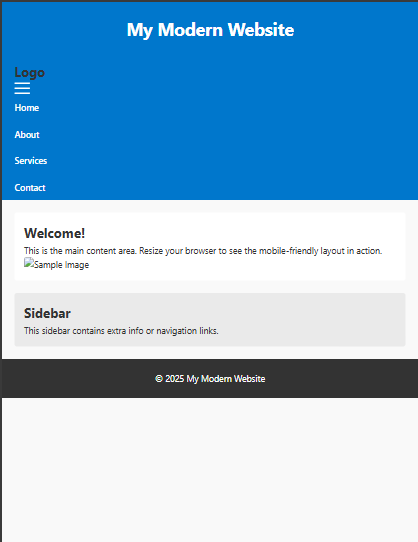 My Modern Website
Logo
Home
About
Services
Contact
Welcome!
This is the main content area. Resize your browser to see the mobile-friendly layout in action.
Sample Image
Sidebar
This sidebar contains extra info or navigation links.
© 2025 My Modern Website